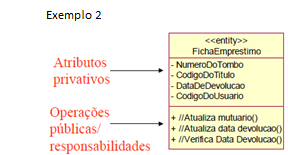 Exemplo 2
<<entity>>
FichaEmprestimo
Atributos
privativos
- NumeroDoTombo
- CodigoDoTitulo
- DataDeDevolucao
- CodigoDoUsuario
Operações
públicas/
responsabilidades
+ //Atualiza mutuario()
+ //Atualiza data devolucao()
+ //Verifica Data Devolucao()